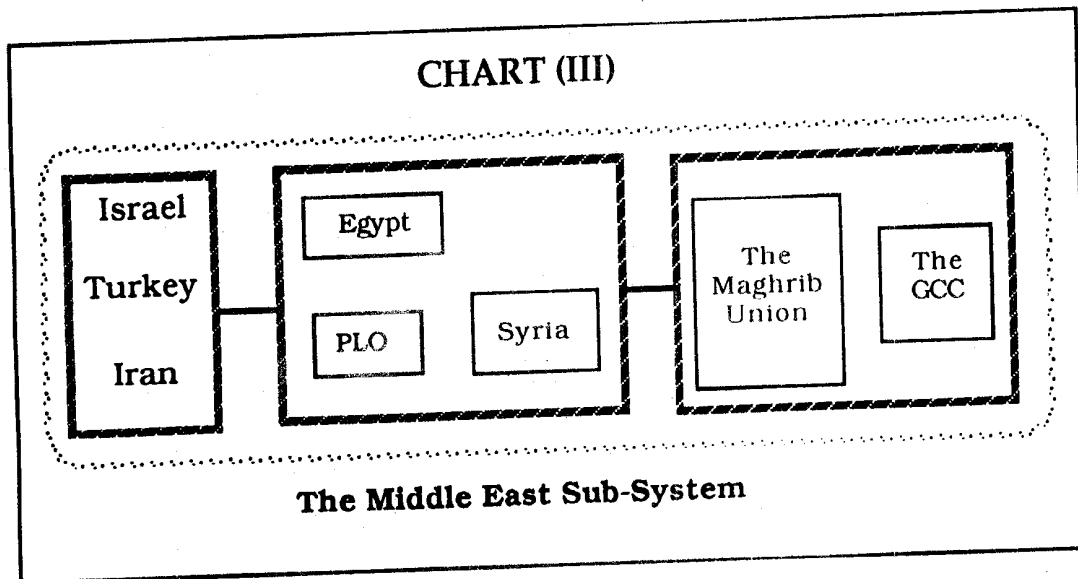 CHART (III)
Israel
Turkey
Iran
Egypt
PLO
Syria
The
Maghrib
Union
The
GCC
The Middle East Sub-System